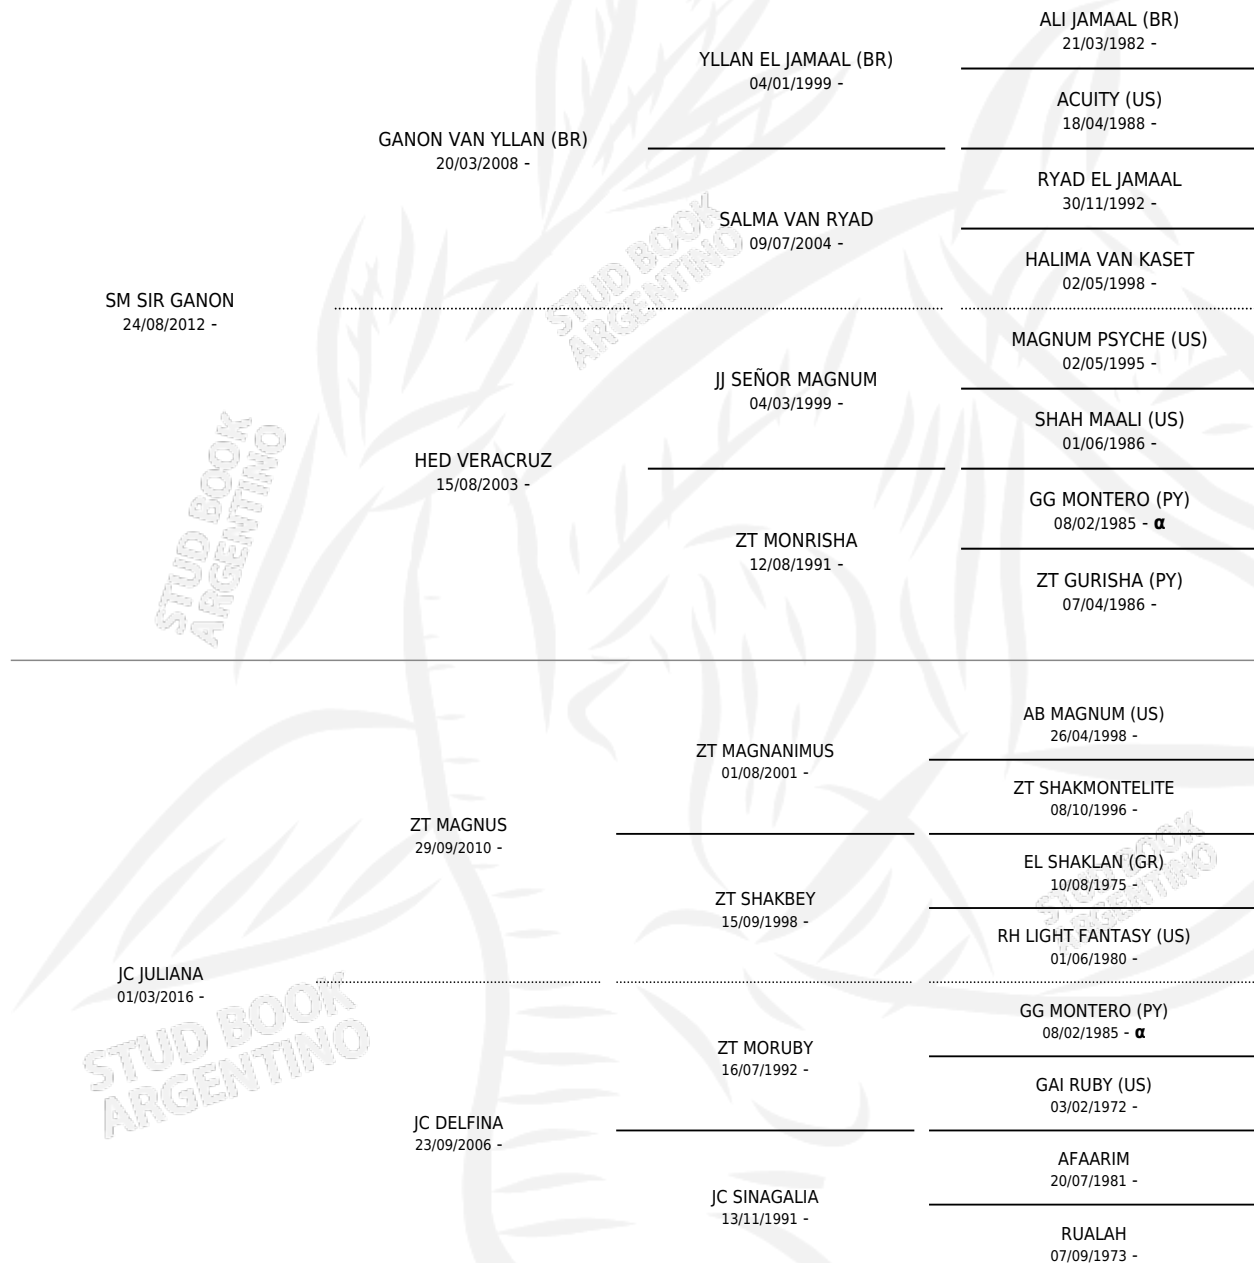 ALI JAMAAL (BR)
21/03/1982 -
YLLAN EL JAMAAL (BR)
04/01/1999 -
ACUITY (US)
18/04/1988 -
GANON VAN YLLAN (BR)
20/03/2008 -
RYAD EL JAMAAL
30/11/1992 -
SALMA VAN RYAD
09/07/2004 -
HALIMA VAN KASET
02/05/1998 -
SM SIR GANON
24/08/2012 -
MAGNUM PSYCHE (US)
02/05/1995 -
JJ SEÑOR MAGNUM
04/03/1999 -
SHAH MAALI (US)
01/06/1986 -
HED VERACRUZ
15/08/2003 -
GG MONTERO (PY)
08/02/1985 - α
ZT MONRISHA
12/08/1991 -
ZT GURISHA (PY)
07/04/1986 -
AB MAGNUM (US)
26/04/1998 -
ZT MAGNANIMUS
01/08/2001 -
ZT SHAKMONTELITE
08/10/1996 -
ZT MAGNUS
29/09/2010 -
EL SHAKLAN (GR)
10/08/1975 -
ZT SHAKBEY
15/09/1998 -
RH LIGHT FANTASY (US)
01/06/1980 -
JC JULIANA
01/03/2016 -
GG MONTERO (PY)
08/02/1985 - α
ZT MORUBY
16/07/1992 -
GAI RUBY (US)
03/02/1972 -
JC DELFINA
23/09/2006 -
AFAARIM
20/07/1981 -
JC SINAGALIA
13/11/1991 -
RUALAH
07/09/1973 -
STUD BOOK
ARGENTINO
STUD BOOK
ARGENTINO
STUD BOOK
ARGENTINO
STUD BOOK
ARGENTINO